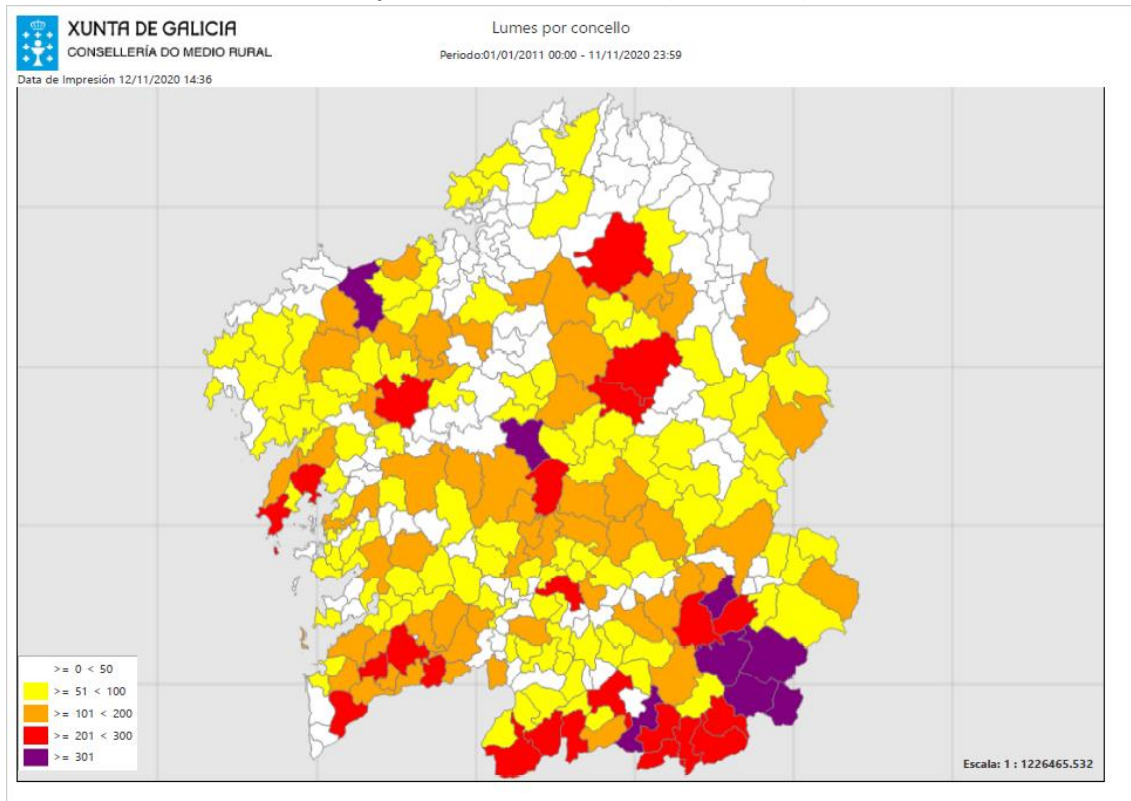 XUNTA DE GALICIA
CONSELLERÍA DO MEDIO RURAL
Lumes por concello
Periodo:01/01/2011 00:00 - 11/11/2020 23:59
Data de Impresión 12/11/2020 14:36
>= 0 < 50
>= 51 < 100
>= 101 < 200
>= 201 < 300
>= 301
Escala: 1 : 1226465.532